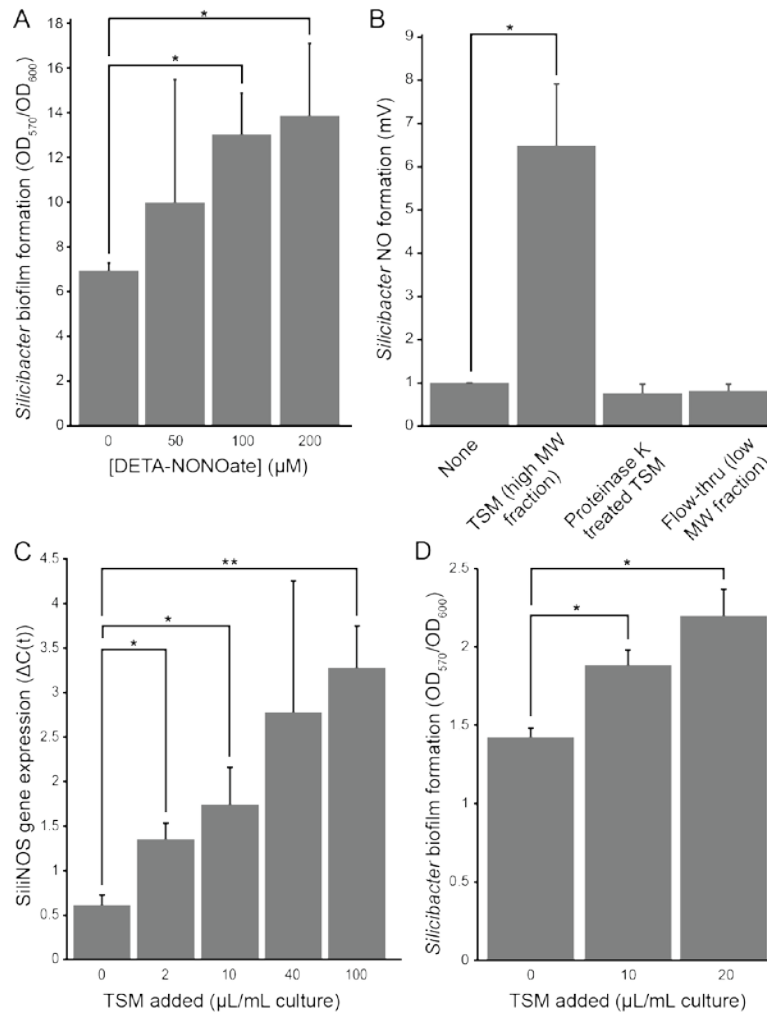 A
Silicibacter biofilm formation (OD570/OD600)
18
16
14
12
10
8
6
4
2
0
*
*
0 50 100 200
[DETA-NONOate] (µM)
B
Silicibacter NO formation (mV)
9
8
7
6
5
4
3
2
1
0
*
None
TSM (high MW
fraction)
Proteinase K
treated TSM
Flow-thru (low
MW fraction)
C
SiliNOS gene expression (ΔC(t))
4.5
4
3.5
3
2.5
2
1.5
1
0.5
0
**
*
*
0 2 10 40 100
TSM added (µL/mL culture)
D
Silicibacter biofilm formation (OD570/OD600)
2.5
2
1.5
1
0.5
0
*
*
0 10 20
TSM added (µL/mL culture)